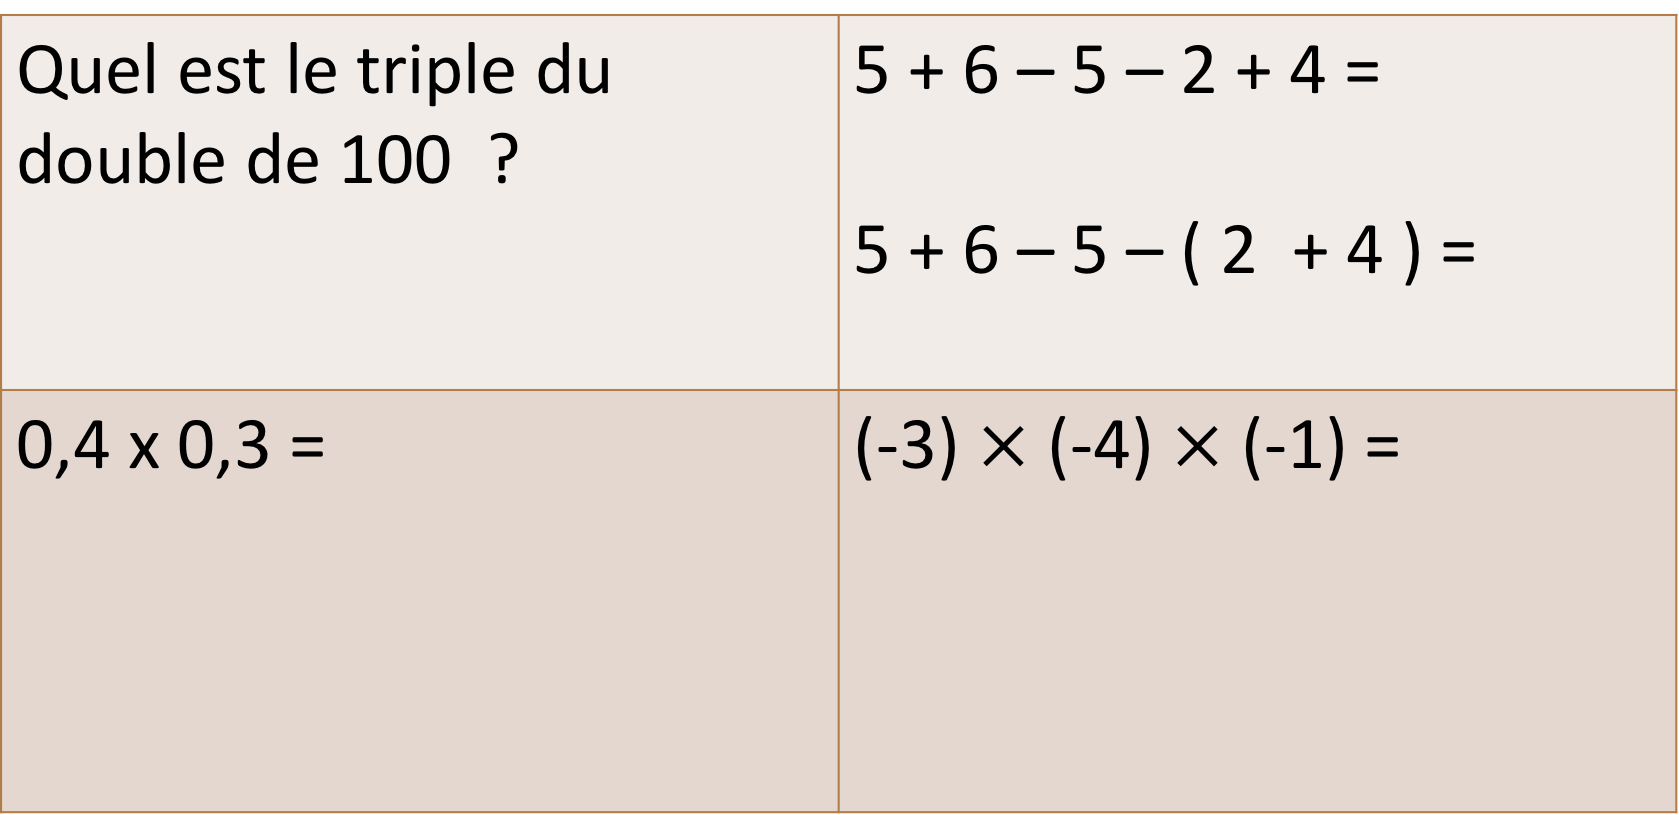 Quel est le triple du
double de 100 ?
5 + 6 – 5 – 2 + 4 =
5 + 6 – 5 – ( 2 + 4 ) =
0,4 x 0,3 =
(-3) × (-4) × (-1) =